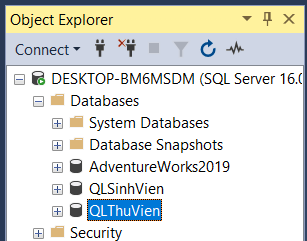 Object Explorer
Connect
DESKTOP-BM6MSDM (SQL Server 16.0
Databases
System Databases
Database Snapshots
AdventureWorks2019
QLSinhVien
QLThuVien
Security